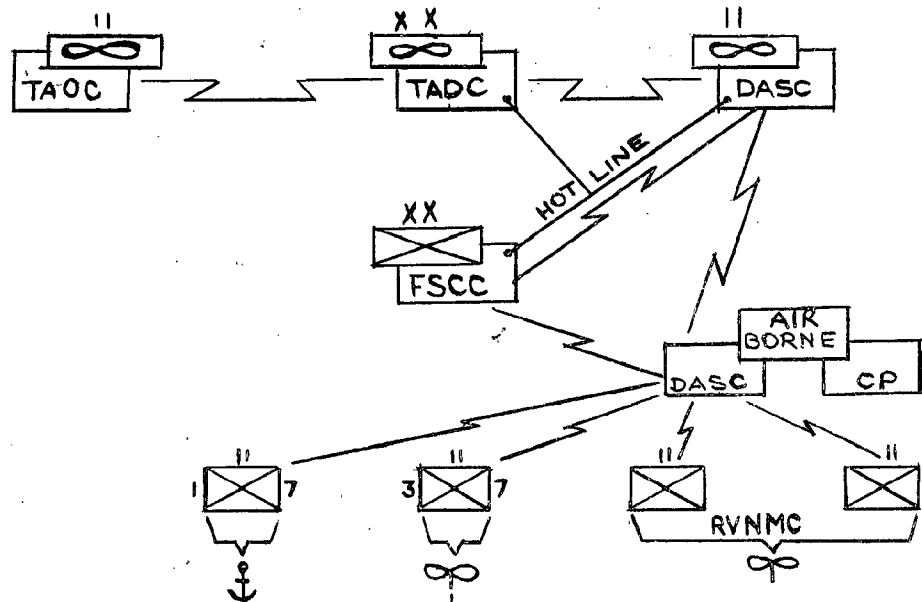 II
X X
II
TAOC
TADC
DASC
HOT LINE
XX
FSCC
AIR
BORNE
DASC
CP
II
II
II
II
1
7
3
7
RVNMC